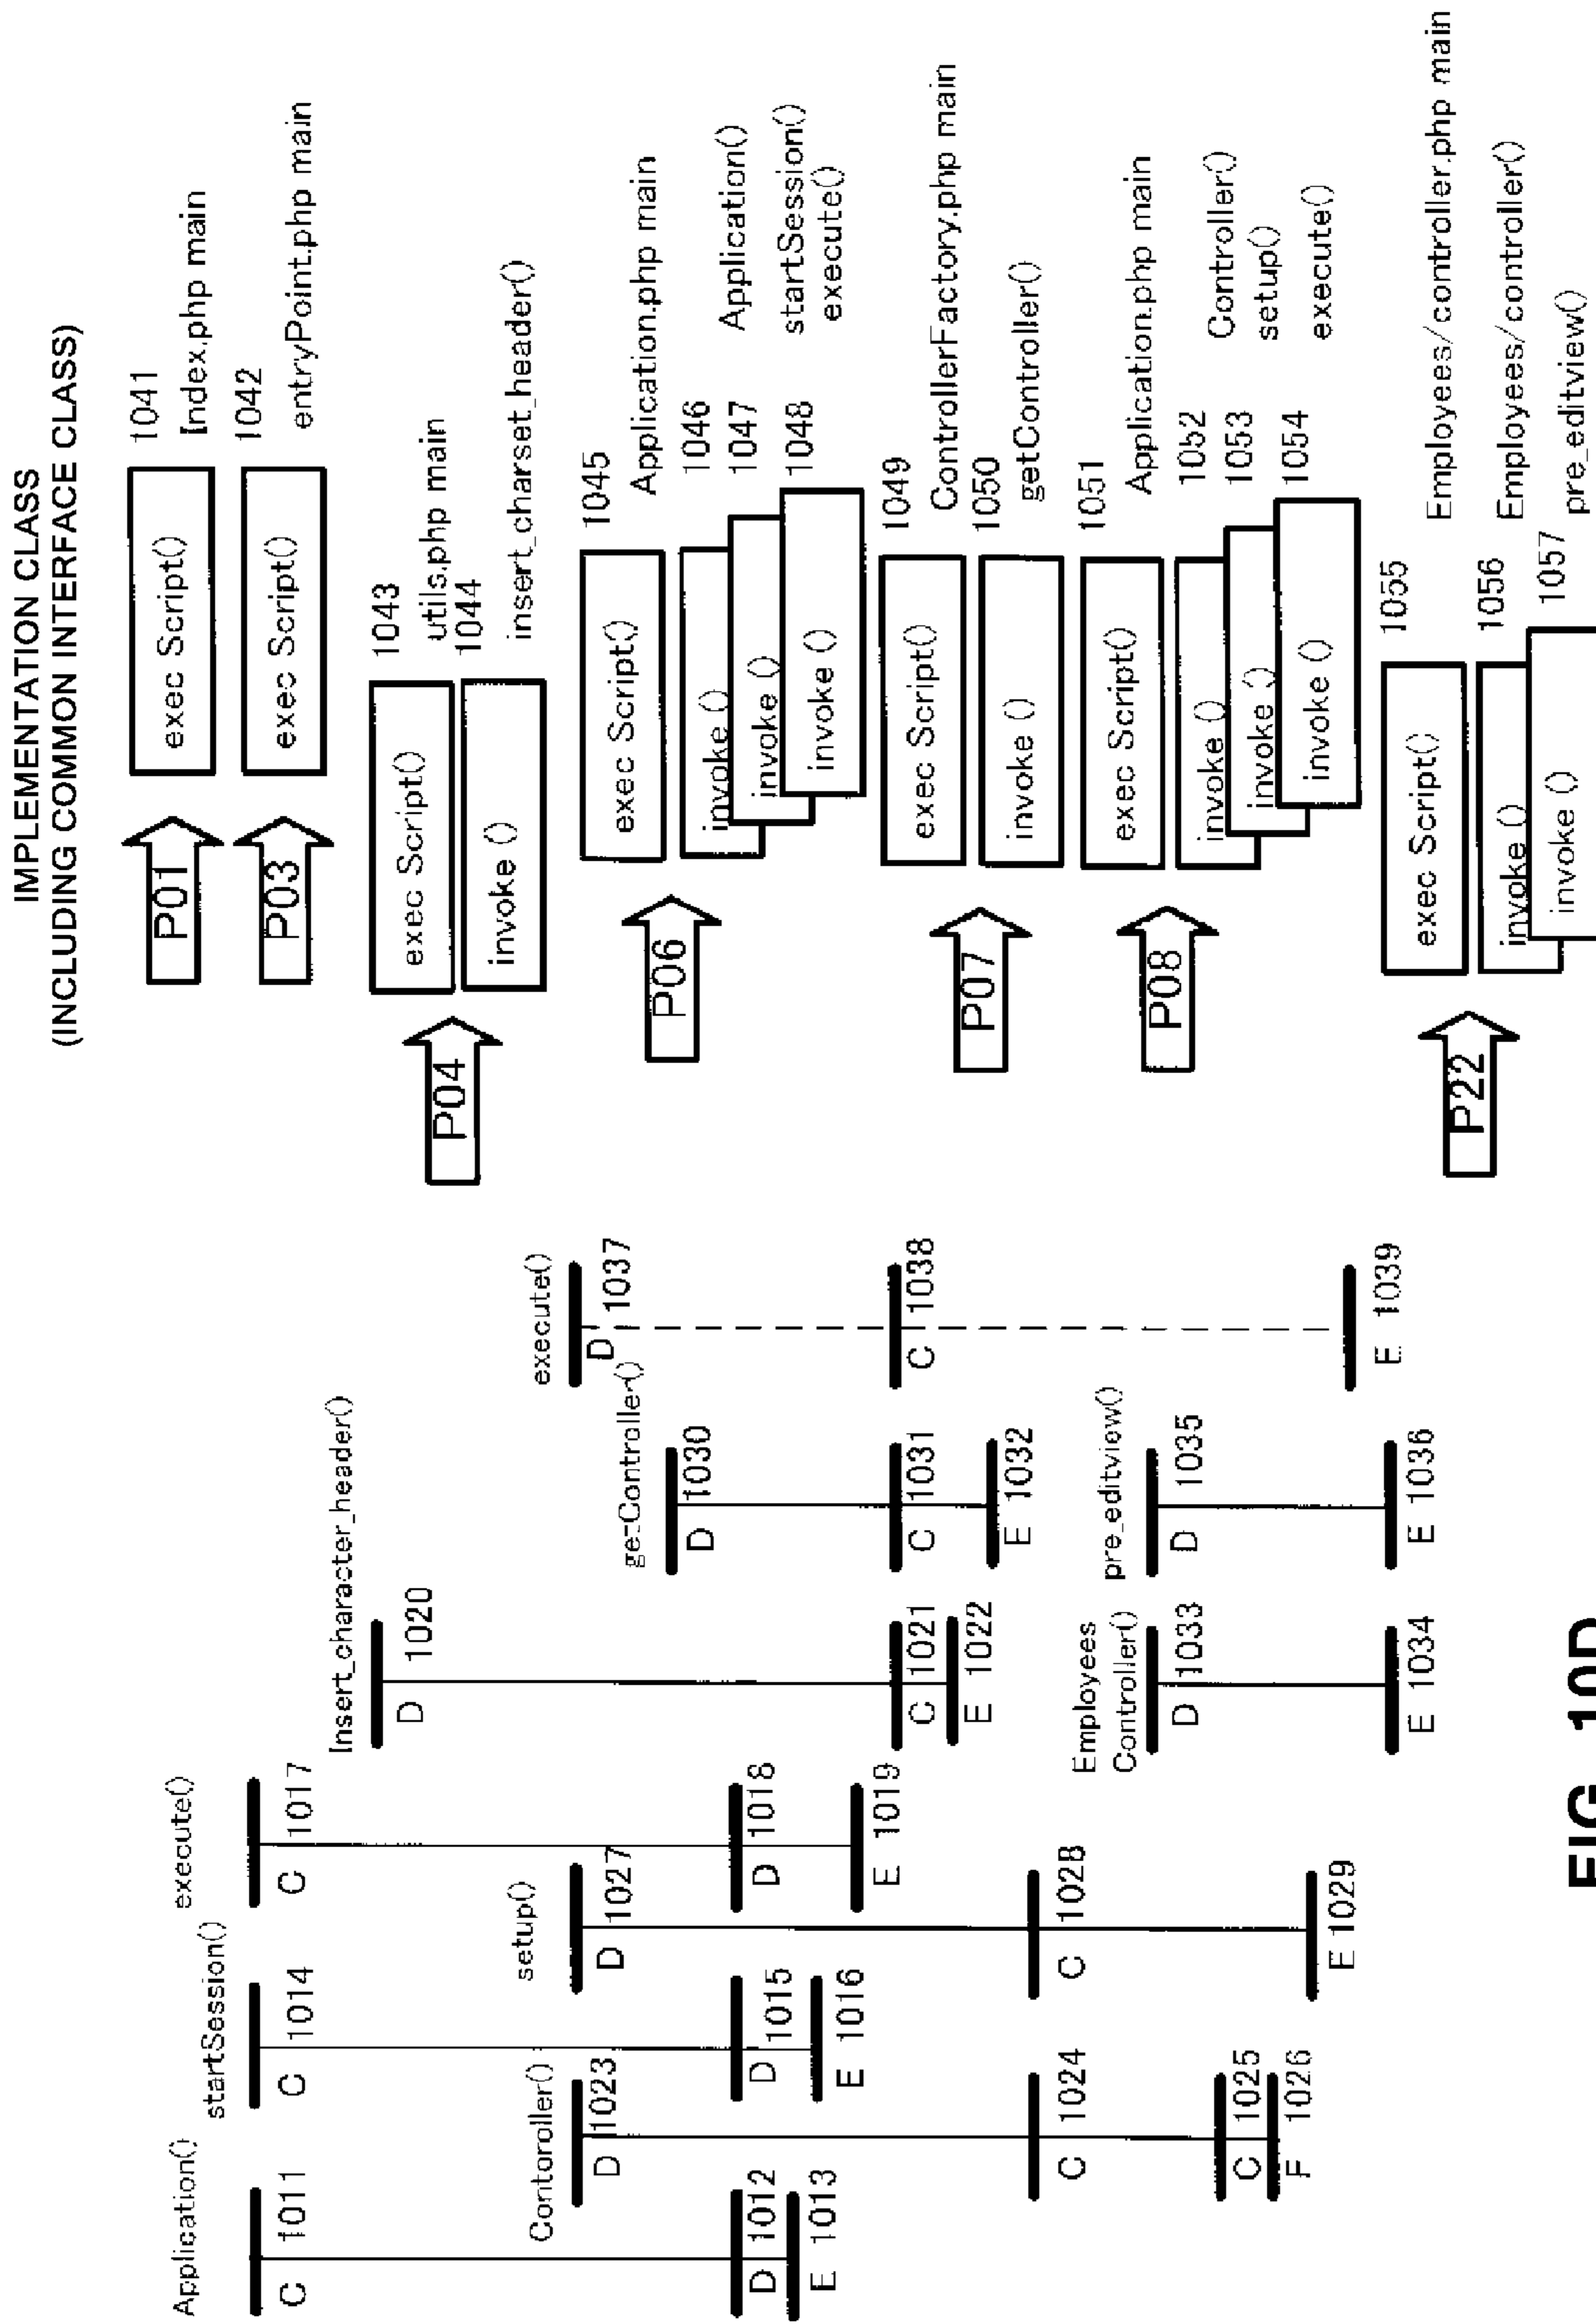 IMPLEMENTATION CLASS
(INCLUDING COMMON INTERFACE CLASS)
Application()
C 1011
D 1012
E 1013
startSession()
C 1014
D 1015
E 1016
execute()
C 1017
D 1018
E 1019
Insert_character_header()
D 1020
C 1021
E 1022
Contoroller()
D 1023
C 1024
C 1025
F 1026
setup()
D 1027
C 1028
E 1029
getController()
D 1030
C 1031
E 1032
Employees
Controller()
D 1033
E 1034
pre_editview()
D 1035
E 1036
execute()
D 1037
C 1038
E 1039
P01
exec Script()
1041
Index.php main
P03
exec Script()
1042
entryPoint.php main
P04
exec Script()
1043
utils.php main
invoke ()
1044
insert_charset_header()
P06
exec Script()
1045
Application.php main
invoke ()
1046
Application()
invoke ()
1047
startSession()
invoke ()
1048
execute()
P07
exec Script()
1049
ControllerFactory.php main
invoke ()
1050
getController()
P08
exec Script()
1051
Application.php main
invoke ()
1052
Controller()
invoke ()
1053
setup()
invoke ()
1054
execute()
P22
exec Script()
1055
Employees/controller.php main
invoke ()
1056
Employees/controller()
invoke ()
1057
pre_editview()
FIG. 10D